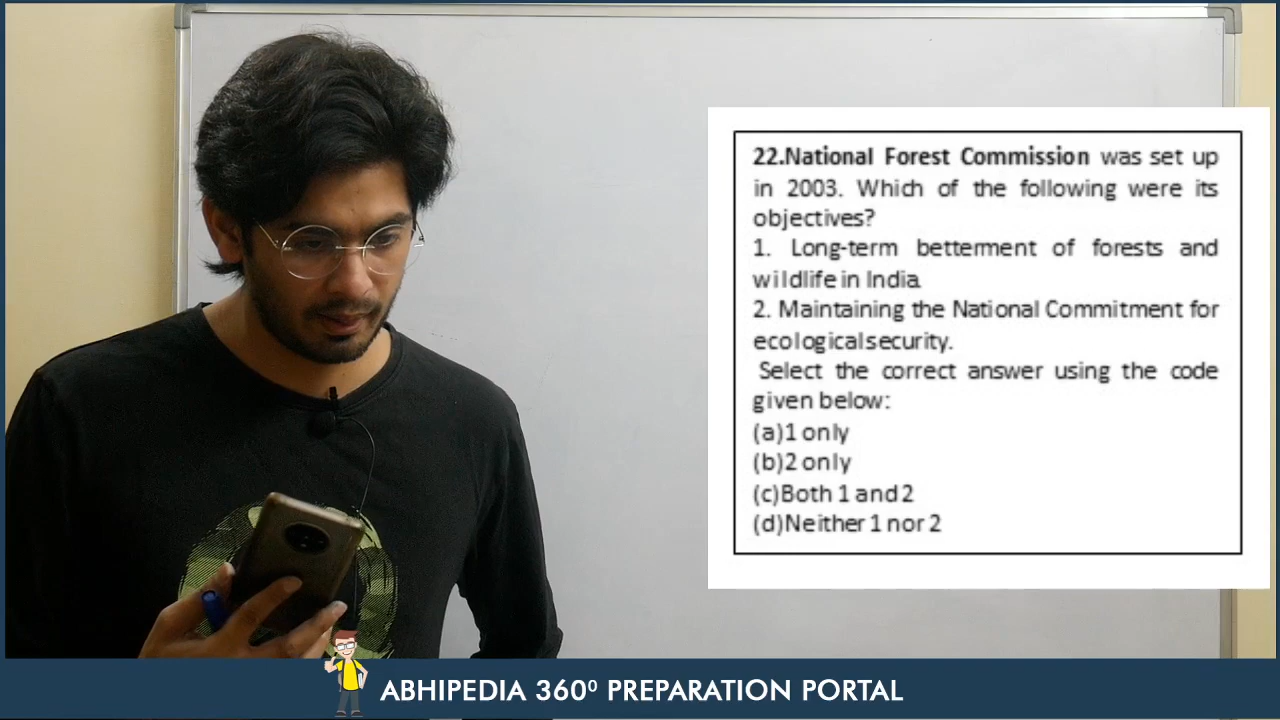 22.National Forest Commission was set up
in 2003. Which of the following were its
objectives?
1. Long-term betterment of forests and
wildlife in India.
2. Maintaining the National Commitment for
ecological security.
Select the correct answer using the code
given below:
(a)1 only
(b)2 only
(c)Both 1 and 2
(d)Neither 1 nor 2
ABHIPEDIA 360⁰ PREPARATION PORTAL